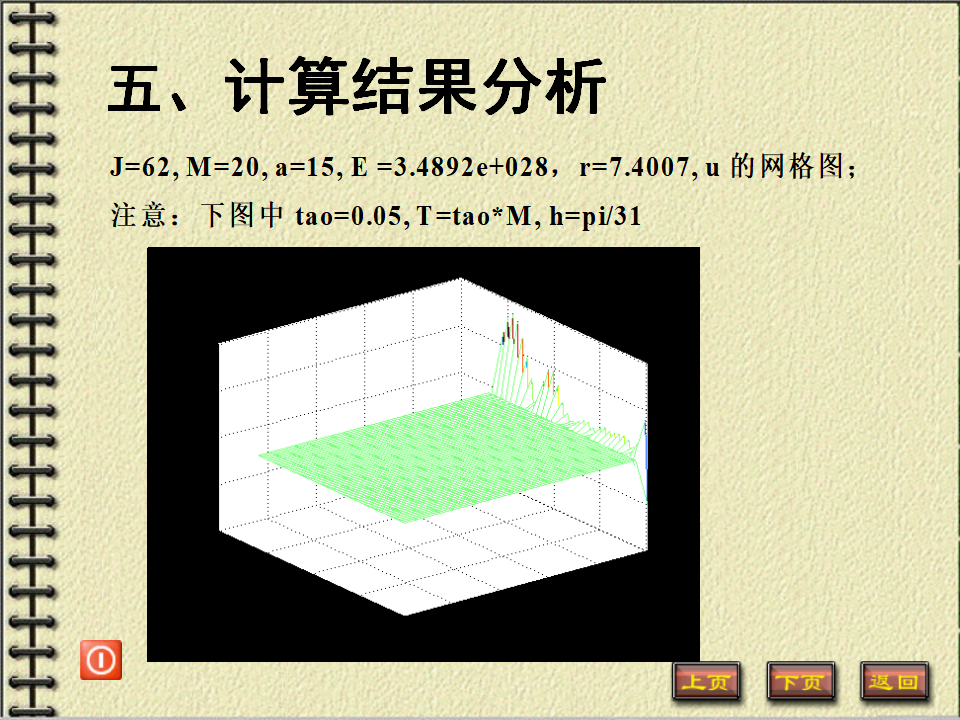 五、计算结果分析
J=62, M=20, a=15, E =3.4892e+028，r=7.4007, u 的网格图；
注意：下图中 tao=0.05, T=tao*M, h=pi/31
上页 下页 返回